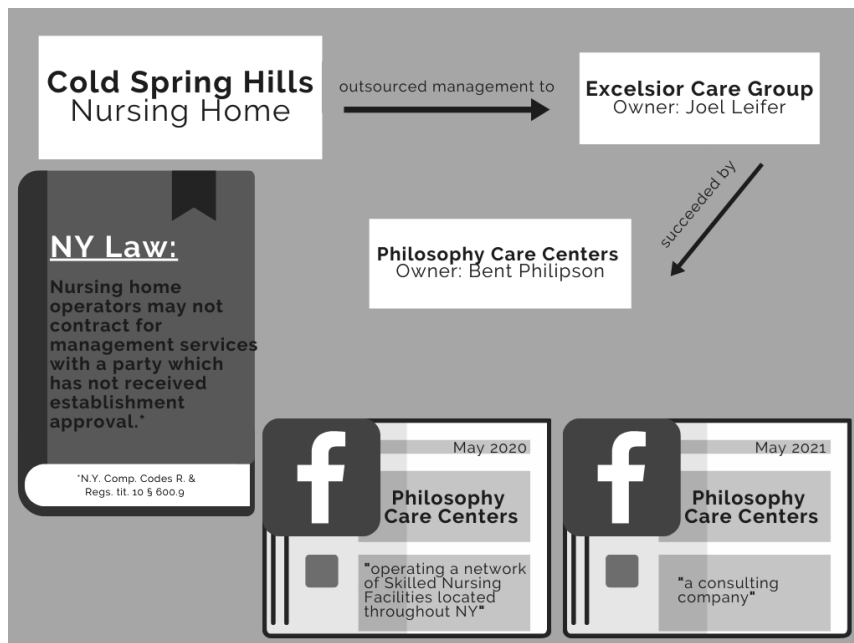 Cold Spring Hills
Nursing Home
outsourced management to
Excelsior Care Group
Owner: Joel Leifer
succeeded by
Philosophy Care Centers
Owner: Bent Philipson
NY Law:
Nursing home
operators may not
contract for
management services
with a party which
has not received
establishment
approval.*
*N.Y. Comp. Codes R. &
Regs. tit. 10 § 600.9
May 2020
Philosophy
Care Centers
"operating a network
of Skilled Nursing
Facilities located
throughout NY"
May 2021
Philosophy
Care Centers
"a consulting
company"